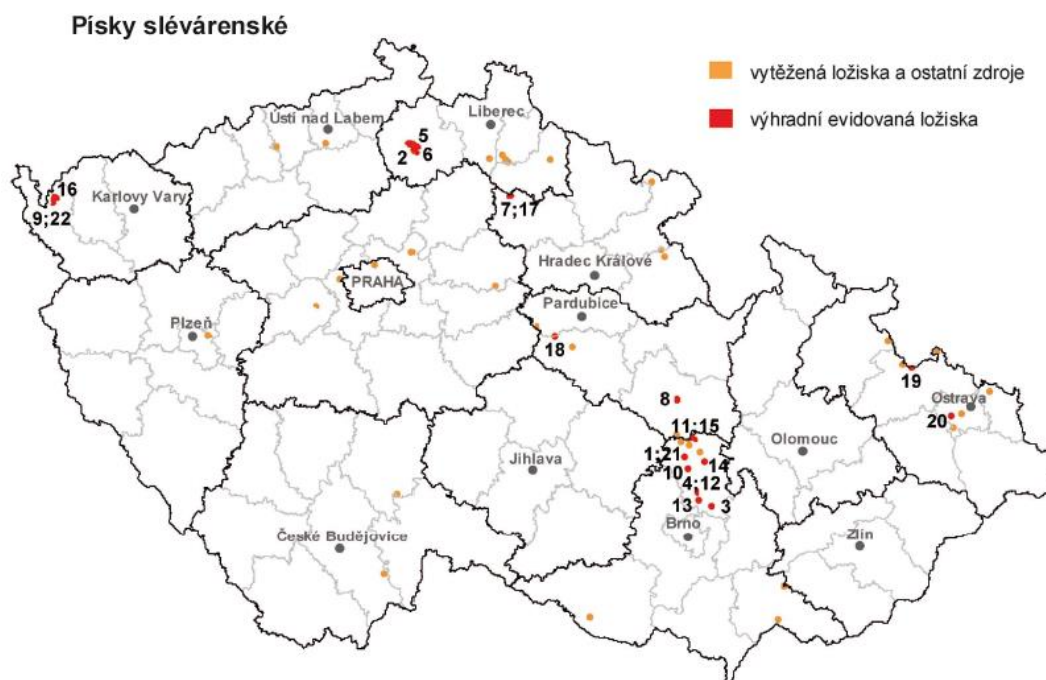 Písky slévárenské
vytěžená ložiska a ostatní zdroje
výhradní evidovaná ložiska
Ústí nad Labem
Liberec
5
2
6
16
Karlovy Vary
9;22
7;17
Hradec Králové
PRAHA
Pardubice
Plzeň
18
19
8
Ostrava
20
11;15
Olomouc
1;21
14
Jihlava
10
4;12
13
3
Brno
České Budějovice
Zlín